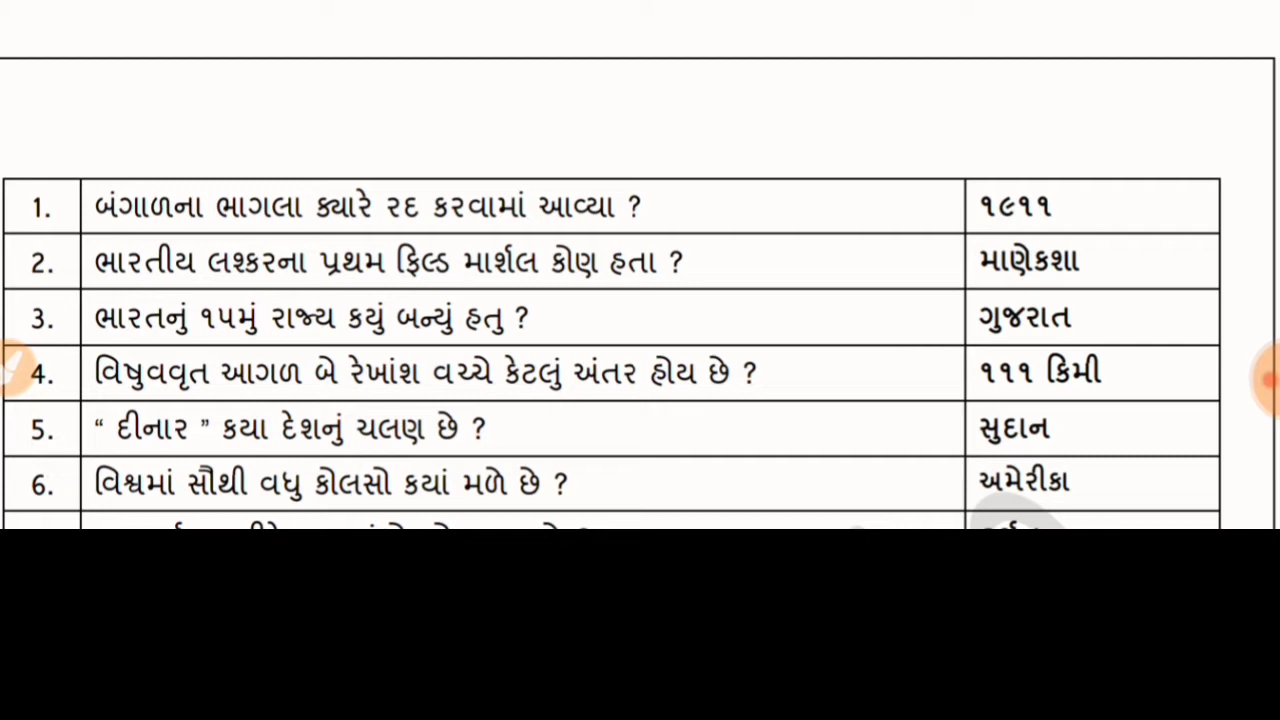 1. બંગાળના ભાગલા ક્યારે રદ કરવામાં આવ્યા ? ૧૯૧૧
2. ભારતીય લશ્કરના પ્રથમ ફિલ્ડ માર્શલ કોણ હતા ? માણેકશા
3. ભારતનું ૧૫મું રાજ્ય કયું બન્યું હતુ ? ગુજરાત
4. વિષુવવૃત આગળ બે રેખાંશ વચ્ચે કેટલું અંતર હોય છે ? ૧૧૧ કિમી
5. “ દીનાર ” કયા દેશનું ચલણ છે ? સુદાન
6. વિશ્વમાં સૌથી વધુ કોલસો કયાં મળે છે ? અમેરીકા